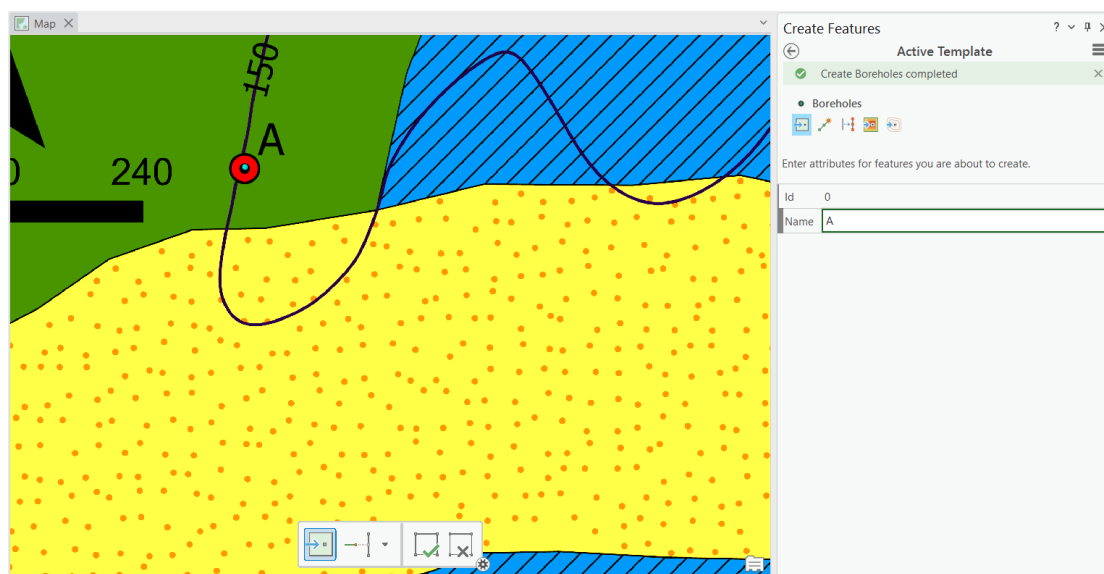 Map
150
A
0
240
Create Features
?
Active Template
Create Boreholes completed
Boreholes
Enter attributes for features you are about to create.
Id 0
Name A